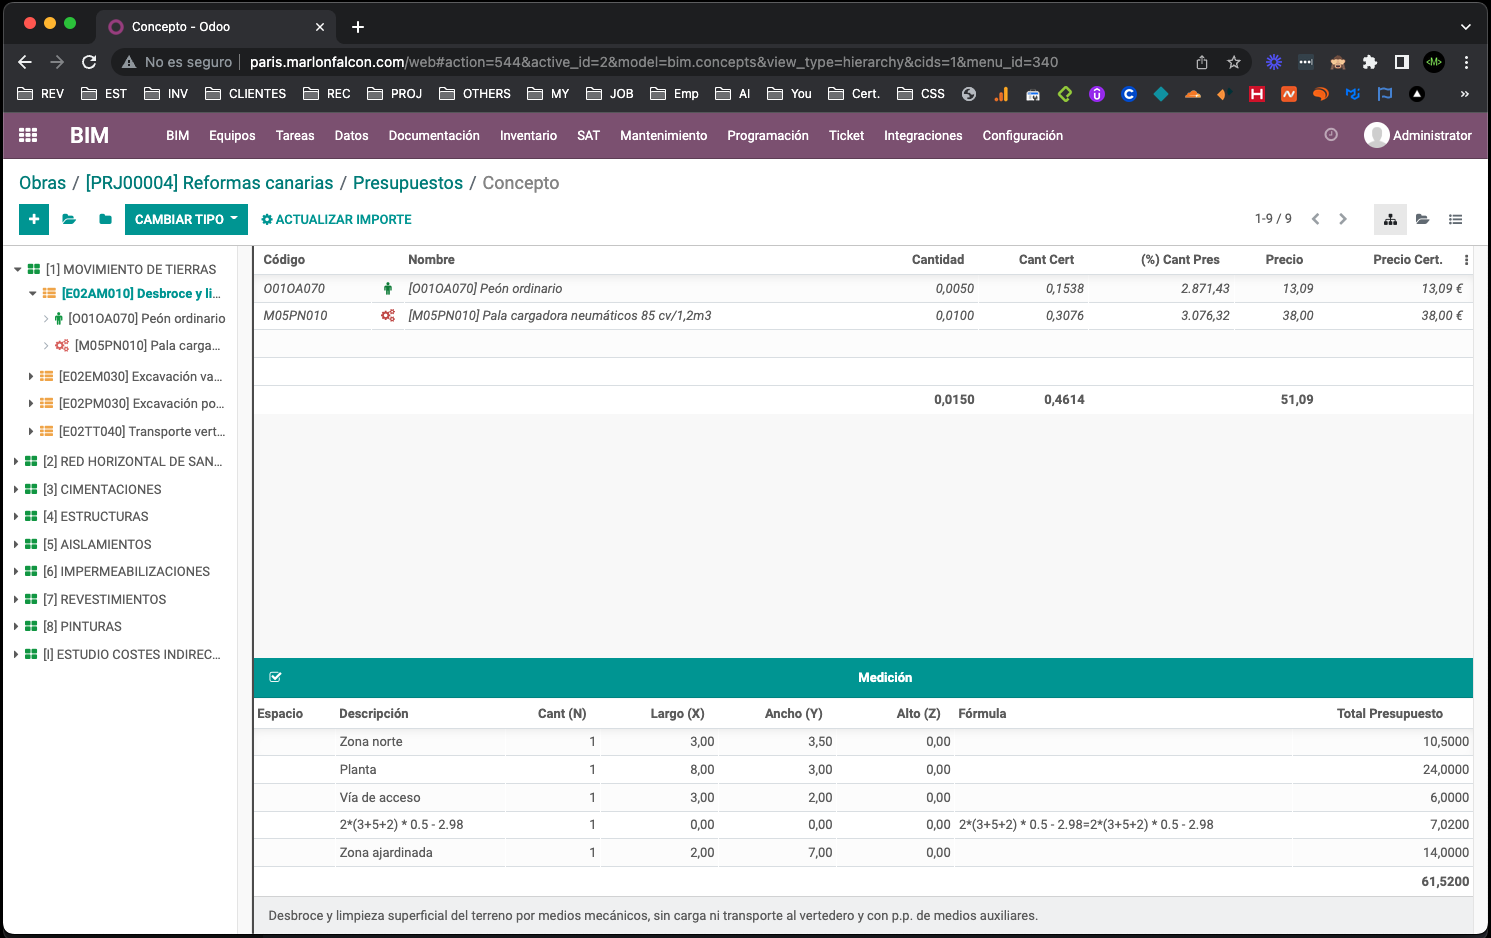 Concepto - Odoo
No es seguro | paris.marlonfalcon.com/web#action=544&active_id=2&model=bim.concepts&view_type=hierarchy&cids=1&menu_id=340
REV EST INV CLIENTES REC PROJ OTHERS MY JOB Emp AI You Cert. CSS »
BIM BIM Equipos Tareas Datos Documentación Inventario SAT Mantenimiento Programación Ticket Integraciones Configuración Administrator
Obras / [PRJ00004] Reformas canarias / Presupuestos / Concepto
+ CAMBIAR TIPO ACTUALIZAR IMPORTE 1-9 / 9
[1] MOVIMIENTO DE TIERRAS
[E02AM010] Desbroce y li...
[O01OA070] Peón ordinario
[M05PN010] Pala carga...
[E02EM030] Excavación va...
[E02PM030] Excavación po...
[E02TT040] Transporte vert...
[2] RED HORIZONTAL DE SAN...
[3] CIMENTACIONES
[4] ESTRUCTURAS
[5] AISLAMIENTOS
[6] IMPERMEABILIZACIONES
[7] REVESTIMIENTOS
[8] PINTURAS
[I] ESTUDIO COSTES INDIREC...
Código Nombre Cantidad Cant Cert (%) Cant Pres Precio Precio Cert.
O01OA070 [O01OA070] Peón ordinario 0,0050 0,1538 2.871,43 13,09 13,09 €
M05PN010 [M05PN010] Pala cargadora neumáticos 85 cv/1,2m3 0,0100 0,3076 3.076,32 38,00 38,00 €
0,0150 0,4614 51,09
Medición
Espacio Descripción Cant (N) Largo (X) Ancho (Y) Alto (Z) Fórmula Total Presupuesto
Zona norte 1 3,00 3,50 0,00 10,5000
Planta 1 8,00 3,00 0,00 24,0000
Vía de acceso 1 3,00 2,00 0,00 6,0000
2*(3+5+2) * 0.5 - 2.98 1 0,00 0,00 0,00 2*(3+5+2) * 0.5 - 2.98=2*(3+5+2) * 0.5 - 2.98 7,0200
Zona ajardinada 1 2,00 7,00 0,00 14,0000
61,5200
Desbroce y limpieza superficial del terreno por medios mecánicos, sin carga ni transporte al vertedero y con p.p. de medios auxiliares.